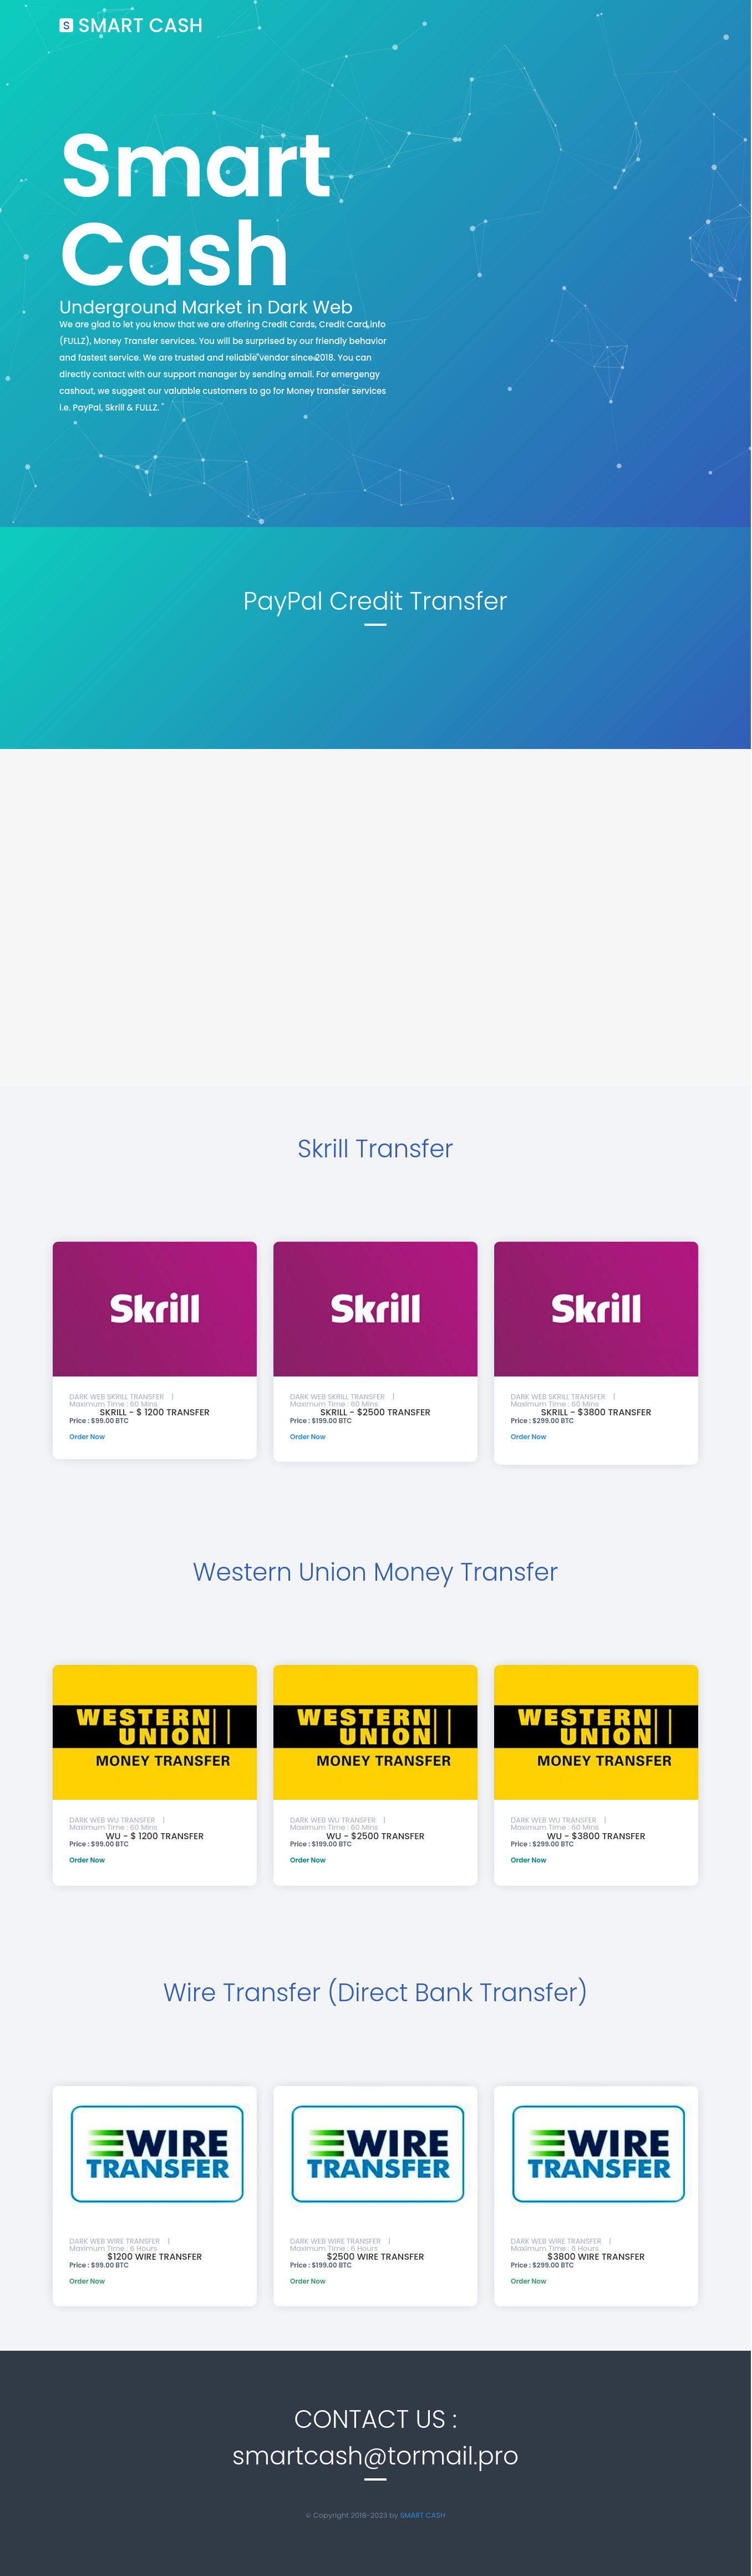 S SMART CASH
Smart
Cash
Underground Market in Dark Web
We are glad to let you know that we are offering Credit Cards, Credit Card info
(FULLZ), Money Transfer services. You will be surprised by our friendly behavior
and fastest service. We are trusted and reliable vendor since 2018. You can
directly contact with our support manager by sending email. For emergengy
cashout, we suggest our valuable customers to go for Money transfer services
I.e. PayPal, Skrill & FULLZ. "
PayPal Credit Transfer
Skrill Transfer
Skrill
DARK WEB SKRILL TRANSFER |
Maximum Time : 60 Mins
SKRILL - $ 1200 TRANSFER
Price : $99.00 BTC
Order Now
Skrill
DARK WEB SKRILL TRANSFER |
Maximum Time : 60 Mins
SKRILL - $2500 TRANSFER
Price : $199.00 BTC
Order Now
Skrill
DARK WEB SKRILL TRANSFER |
Maximum Time : 60 Mins
SKRILL - $3800 TRANSFER
Price : $299.00 BTC
Order Now
Western Union Money Transfer
WESTERN
UNION
MONEY TRANSFER
DARK WEB WU TRANSFER |
Maximum Time : 60 Mins
WU - $ 1200 TRANSFER
Price : $99.00 BTC
Order Now
WESTERN
UNION
MONEY TRANSFER
DARK WEB WU TRANSFER |
Maximum Time : 60 Mins
WU - $2500 TRANSFER
Price : $199.00 BTC
Order Now
WESTERN
UNION
MONEY TRANSFER
DARK WEB WU TRANSFER |
Maximum Time : 60 Mins
WU - $3800 TRANSFER
Price : $299.00 BTC
Order Now
Wire Transfer (Direct Bank Transfer)
WIRE
TRANSFER
DARK WEB WIRE TRANSFER |
Maximum Time : 6 Hours
$1200 WIRE TRANSFER
Price : $99.00 BTC
Order Now
WIRE
TRANSFER
DARK WEB WIRE TRANSFER |
Maximum Time : 6 Hours
$2500 WIRE TRANSFER
Price : $199.00 BTC
Order Now
WIRE
TRANSFER
DARK WEB WIRE TRANSFER |
Maximum Time : 6 Hours
$3800 WIRE TRANSFER
Price : $299.00 BTC
Order Now
CONTACT US :
smartcash@tormail.pro
© Copyright 2018-2023 by SMART CASH